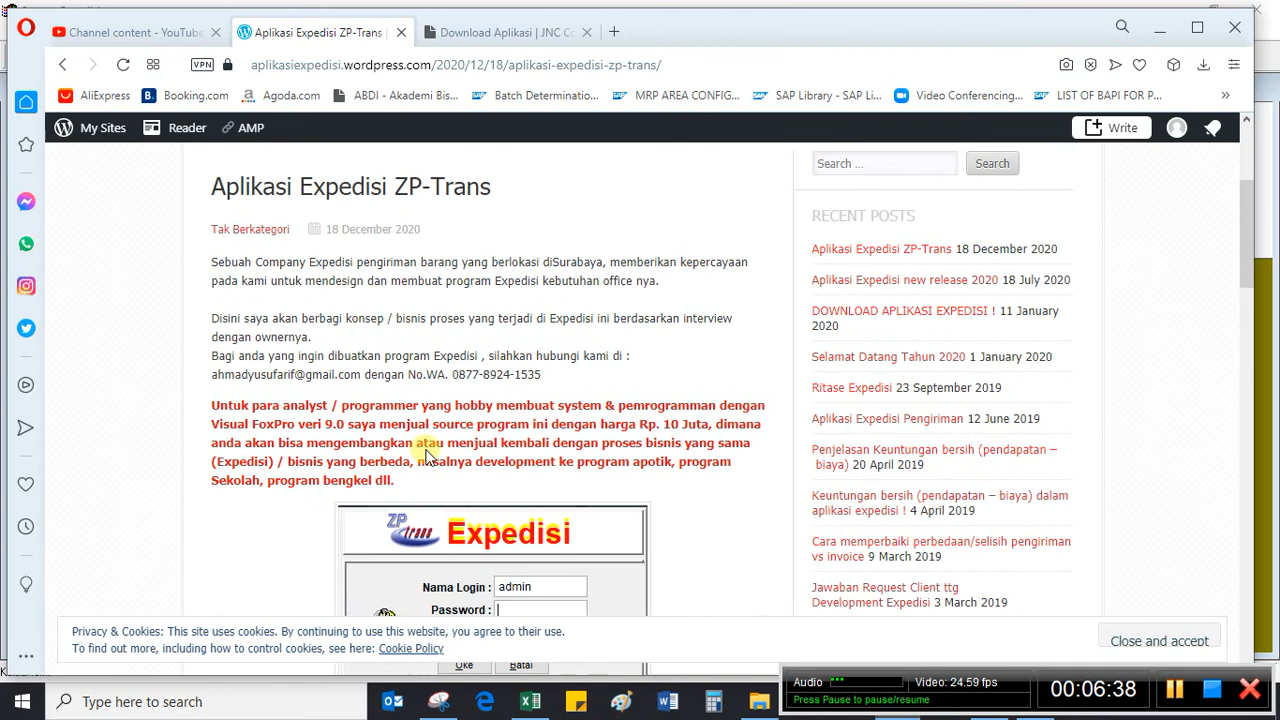 Channel content - YouTube
Aplikasi Expedisi ZP-Trans
Download Aplikasi | JNC Co
VPN
aplikasiexpedisi.wordpress.com/2020/12/18/aplikasi-expedisi-zp-trans/
AliExpress
Booking.com
Agoda.com
ABDI - Akademi Bis...
Batch Determinatio...
MRP AREA CONFIG...
SAP Library - SAP Li...
Video Conferencing...
LIST OF BAPI FOR P...
My Sites
Reader
AMP
Write
Aplikasi Expedisi ZP-Trans
Tak Berkategori
18 December 2020
Sebuah Company Expedisi pengiriman barang yang berlokasi diSurabaya, memberikan kepercayaan
pada kami untuk mendesign dan membuat program Expedisi kebutuhan office nya.
Disini saya akan berbagi konsep / bisnis proses yang terjadi di Expedisi ini berdasarkan interview
dengan ownernya.
Bagi anda yang ingin dibuatkan program Expedisi , silahkan hubungi kami di :
ahmadyusufarif@gmail.com dengan No.WA. 0877-8924-1535
Untuk para analyst / programmer yang hobby membuat system & pemrogramman dengan
Visual FoxPro veri 9.0 saya menjual source program ini dengan harga Rp. 10 Juta, dimana
anda akan bisa mengembangkan atau menjual kembali dengan proses bisnis yang sama
(Expedisi) / bisnis yang berbeda, misalnya development ke program apotik, program
Sekolah, program bengkel dll.
ZP trans Expedisi
Nama Login : admin
Password :
Oke Batal
Search ...
Search
RECENT POSTS
Aplikasi Expedisi ZP-Trans 18 December 2020
Aplikasi Expedisi new release 2020 18 July 2020
DOWNLOAD APLIKASI EXPEDISI ! 11 January
2020
Selamat Datang Tahun 2020 1 January 2020
Ritase Expedisi 23 September 2019
Aplikasi Expedisi Pengiriman 12 June 2019
Penjelasan Keuntungan bersih (pendapatan –
biaya) 20 April 2019
Keuntungan bersih (pendapatan – biaya) dalam
aplikasi expedisi ! 4 April 2019
Cara memperbaiki perbedaan/selisih pengiriman
vs invoice 9 March 2019
Jawaban Request Client ttg
Development Expedisi 3 March 2019
Privacy & Cookies: This site uses cookies. By continuing to use this website, you agree to their use.
To find out more, including how to control cookies, see here: Cookie Policy
Close and accept
Audio
Video: 24.59 fps
Press Pause to pause/resume
00:06:38
Type here to search